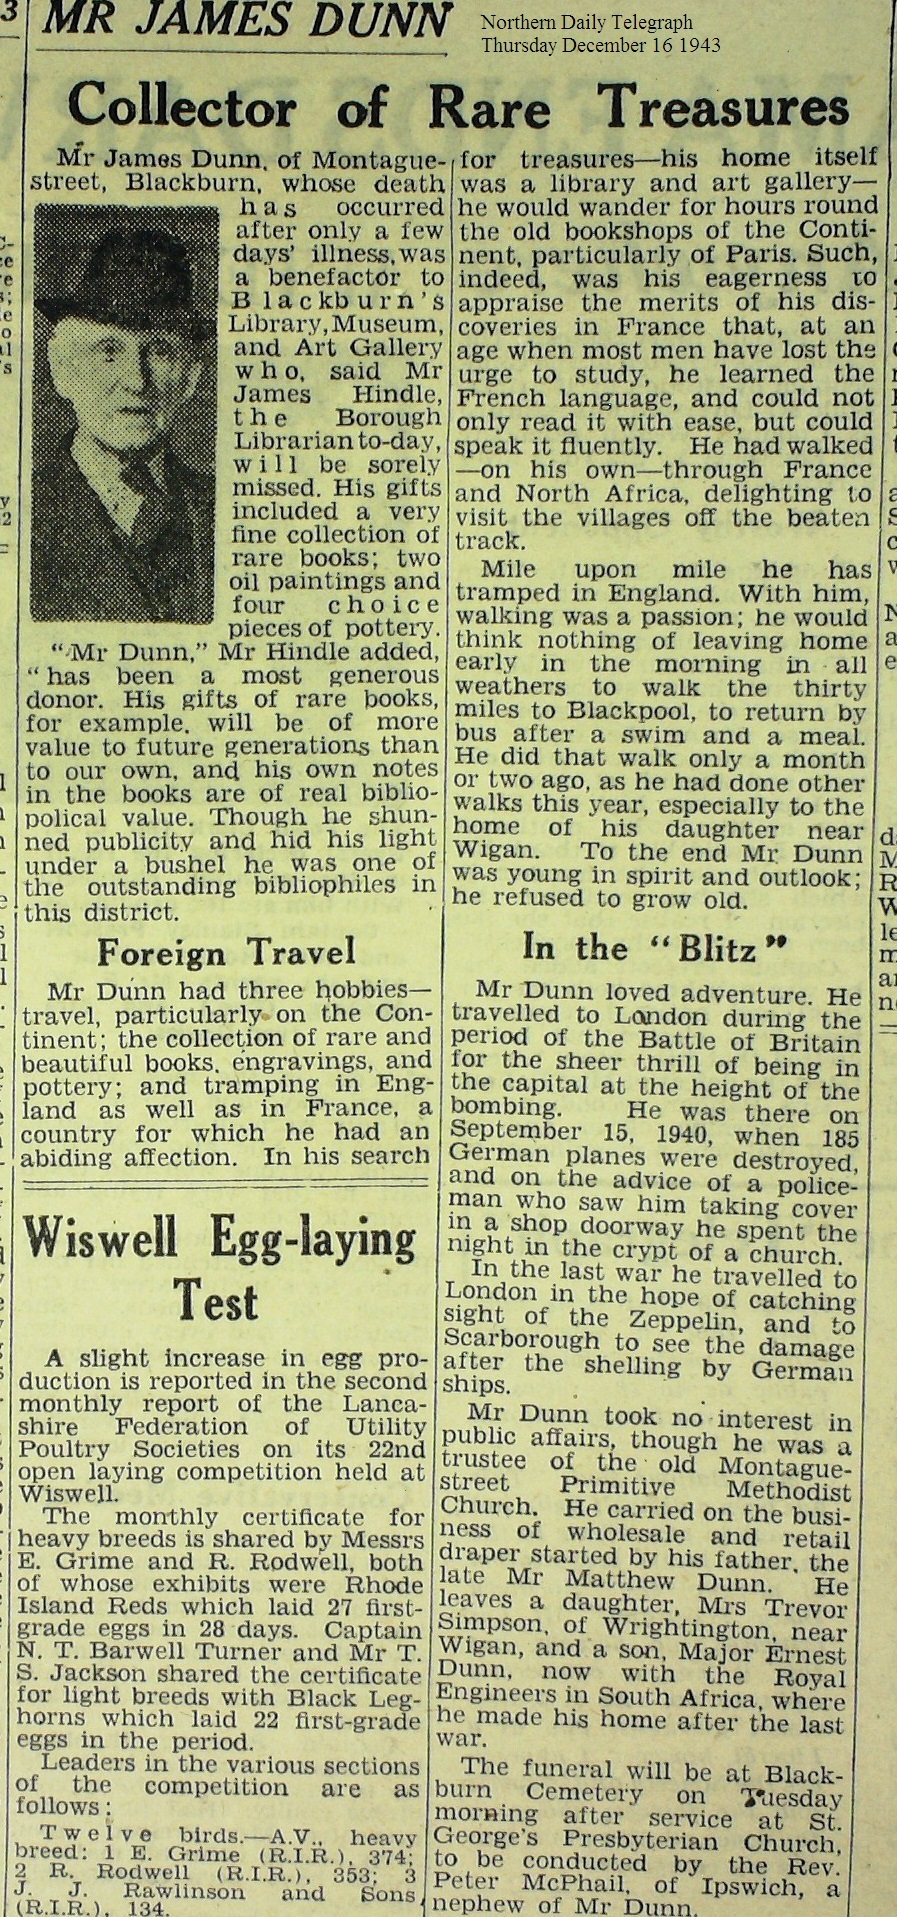 3
MR JAMES DUNN
Northern Daily Telegraph
Thursday December 16 1943
Collector of Rare Treasures
Mr James Dunn, of Montague-
street, Blackburn, whose death
has occurred
after only a few
days' illness, was
a benefactor to
Blackburn's
Library, Museum,
and Art Gallery
who, said Mr
James Hindle,
the Borough
Librarian to-day,
will be sorely
missed. His gifts
included a very
fine collection of
rare books; two
oil paintings and
four choice
pieces of pottery.
"Mr Dunn," Mr Hindle added,
"has been a most generous
donor. His gifts of rare books,
for example, will be of more
value to future generations than
to our own, and his own notes
in the books are of real biblio-
polical value. Though he shun-
ned publicity and hid his light
under a bushel he was one of
the outstanding bibliophiles in
this district.
Foreign Travel
Mr Dunn had three hobbies—
travel, particularly on the Con-
tinent; the collection of rare and
beautiful books, engravings, and
pottery; and tramping in Eng-
land as well as in France, a
country for which he had an
abiding affection. In his search
for treasures—his home itself
was a library and art gallery—
he would wander for hours round
the old bookshops of the Conti-
nent, particularly of Paris. Such,
indeed, was his eagerness to
appraise the merits of his dis-
coveries in France that, at an
age when most men have lost the
urge to study, he learned the
French language, and could not
only read it with ease, but could
speak it fluently. He had walked
—on his own—through France
and North Africa, delighting to
visit the villages off the beaten
track.
Mile upon mile he has
tramped in England. With him,
walking was a passion; he would
think nothing of leaving home
early in the morning in all
weathers to walk the thirty
miles to Blackpool, to return by
bus after a swim and a meal.
He did that walk only a month
or two ago, as he had done other
walks this year, especially to the
home of his daughter near
Wigan. To the end Mr Dunn
was young in spirit and outlook;
he refused to grow old.
In the "Blitz"
Mr Dunn loved adventure. He
travelled to London during the
period of the Battle of Britain
for the sheer thrill of being in
the capital at the height of the
bombing. He was there on
September 15, 1940, when 185
German planes were destroyed,
and on the advice of a police-
man who saw him taking cover
in a shop doorway he spent the
night in the crypt of a church.
In the last war he travelled to
London in the hope of catching
sight of the Zeppelin, and to
Scarborough to see the damage
after the shelling by German
ships.
Mr Dunn took no interest in
public affairs, though he was a
trustee of the old Montague-
street Primitive Methodist
Church. He carried on the busi-
ness of wholesale and retail
draper started by his father, the
late Mr Matthew Dunn. He
leaves a daughter, Mrs Trevor
Simpson, of Wrightington, near
Wigan, and a son, Major Ernest
Dunn, now with the Royal
Engineers in South Africa, where
he made his home after the last
war.
The funeral will be at Black-
burn Cemetery on Tuesday
morning after service at St.
George's Presbyterian Church,
to be conducted by the Rev.
Peter McPhail, of Ipswich, a
nephew of Mr Dunn.
Wiswell Egg-laying
Test
A slight increase in egg pro-
duction is reported in the second
monthly report of the Lanca-
shire Federation of Utility
Poultry Societies on its 22nd
open laying competition held at
Wiswell.
The monthly certificate for
heavy breeds is shared by Messrs
E. Grime and R. Rodwell, both
of whose exhibits were Rhode
Island Reds which laid 27 first-
grade eggs in 28 days. Captain
N. T. Barwell Turner and Mr T.
S. Jackson shared the certificate
for light breeds with Black Leg-
horns which laid 22 first-grade
eggs in the period.
Leaders in the various sections
of the competition are as
follows:
Twelve birds.—A.V., heavy
breed: 1 E. Grime (R.I.R.), 374;
2 R. Rodwell (R.I.R.), 353; 3
J. J. Rawlinson and Sons
(R.I.R.), 134.